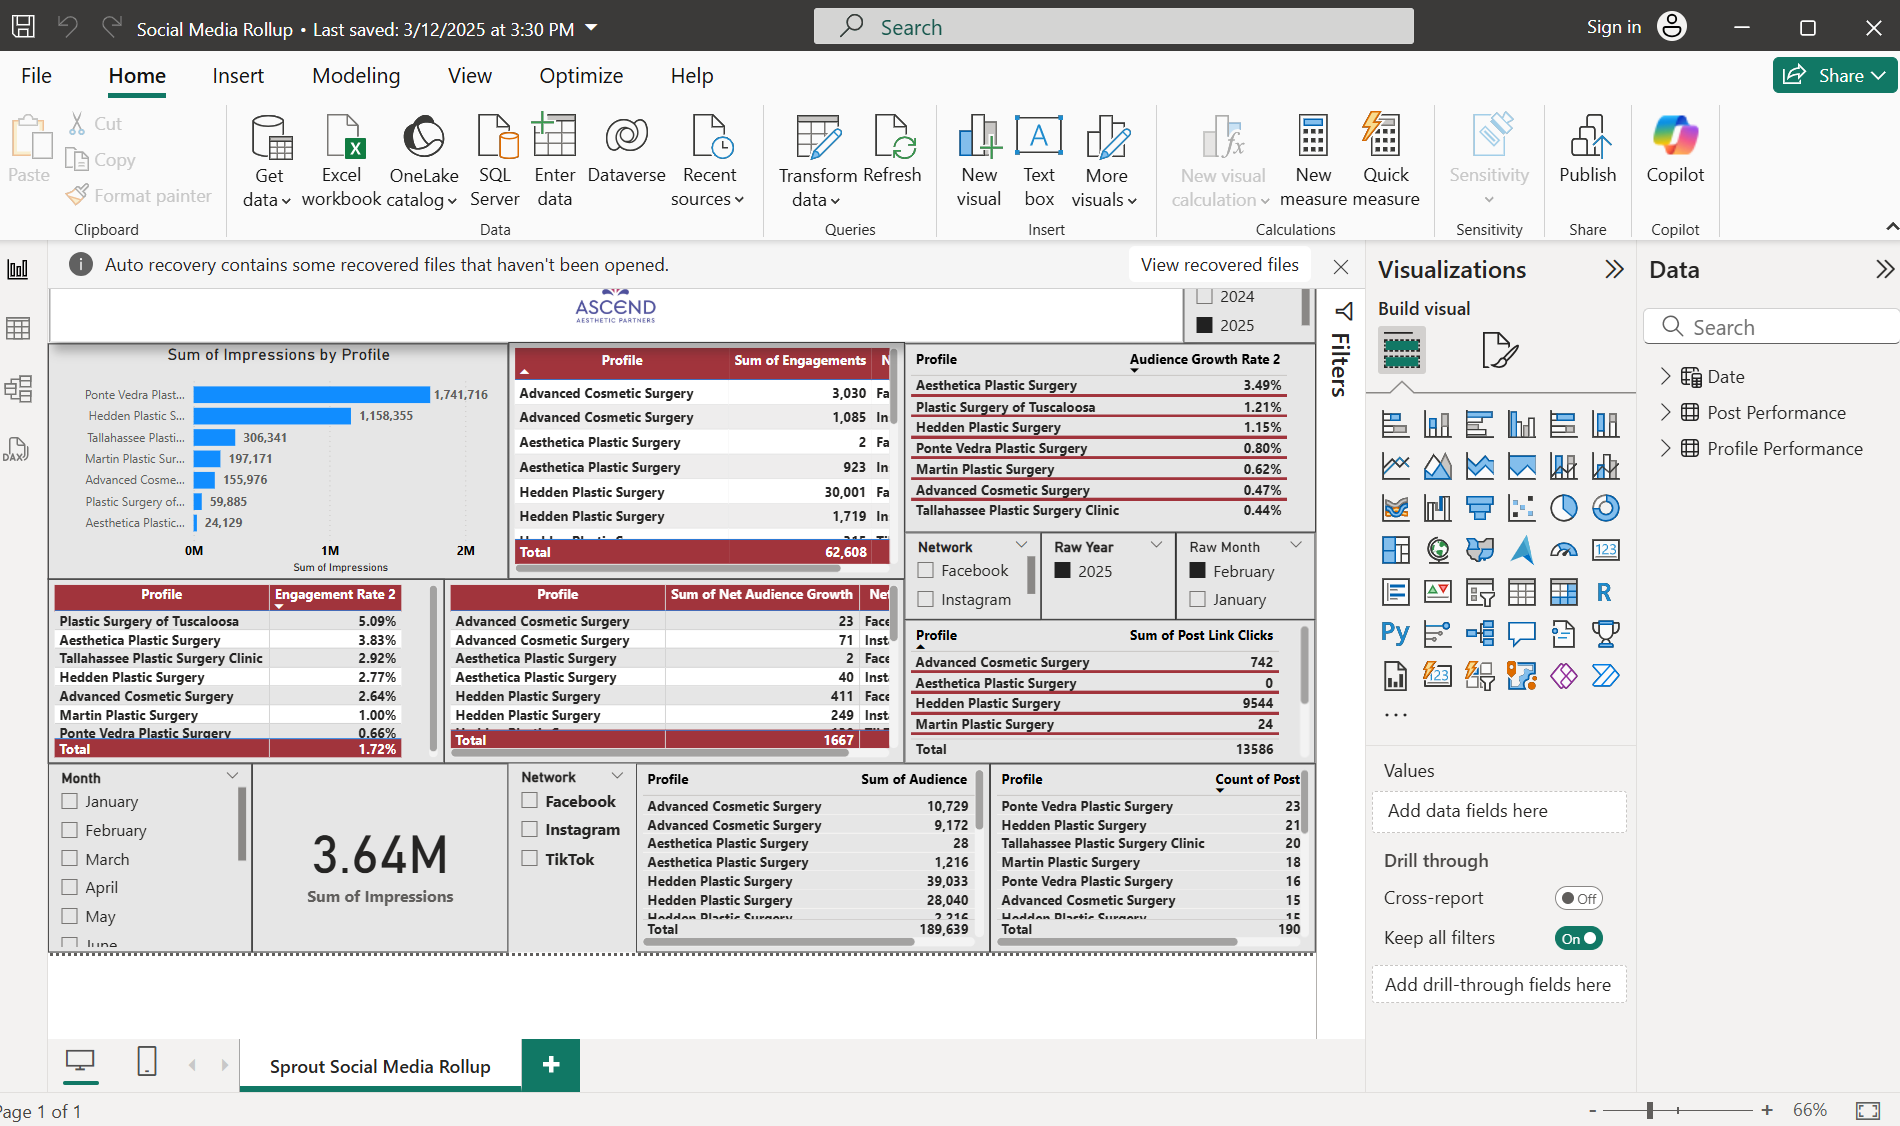 Social Media Rollup • Last saved: 3/12/2025 at 3:30 PM
Search
Sign in
File
Home
Insert
Modeling
View
Optimize
Help
Share
Paste
Cut
Copy
Format painter
Clipboard
Get data
Excel workbook
OneLake catalog
SQL Server
Enter data
Dataverse
Recent sources
Data
Transform data
Refresh
Queries
New visual
Text box
More visuals
Insert
New visual calculation
New measure
Quick measure
Calculations
Sensitivity
Sensitivity
Publish
Share
Copilot
Copilot
Auto recovery contains some recovered files that haven't been opened.
View recovered files
ASCEND
AESTHETIC PARTNERS
2024
2025
Filters
Sum of Impressions by Profile
Ponte Vedra Plast... 1,741,716
Hedden Plastic S... 1,158,355
Tallahassee Plasti... 306,341
Martin Plastic Sur... 197,171
Advanced Cosme... 155,976
Plastic Surgery of... 59,885
Aesthetica Plastic... 24,129
0M 1M 2M
Sum of Impressions
Profile Sum of Engagements N
Advanced Cosmetic Surgery 3,030 Fa
Advanced Cosmetic Surgery 1,085 In
Aesthetica Plastic Surgery 2 Fa
Aesthetica Plastic Surgery 923 In
Hedden Plastic Surgery 30,001 Fa
Hedden Plastic Surgery 1,719 In
Total 62,608
Profile Audience Growth Rate 2
Aesthetica Plastic Surgery 3.49%
Plastic Surgery of Tuscaloosa 1.21%
Hedden Plastic Surgery 1.15%
Ponte Vedra Plastic Surgery 0.80%
Martin Plastic Surgery 0.62%
Advanced Cosmetic Surgery 0.47%
Tallahassee Plastic Surgery Clinic 0.44%
Network
Facebook
Instagram
Raw Year
2025
Raw Month
February
January
Profile Engagement Rate 2
Plastic Surgery of Tuscaloosa 5.09%
Aesthetica Plastic Surgery 3.83%
Tallahassee Plastic Surgery Clinic 2.92%
Hedden Plastic Surgery 2.77%
Advanced Cosmetic Surgery 2.64%
Martin Plastic Surgery 1.00%
Ponte Vedra Plastic Surgery 0.66%
Total 1.72%
Profile Sum of Net Audience Growth Net
Advanced Cosmetic Surgery 23 Face
Advanced Cosmetic Surgery 71 Inst
Aesthetica Plastic Surgery 2 Face
Aesthetica Plastic Surgery 40 Inst
Hedden Plastic Surgery 411 Face
Hedden Plastic Surgery 249 Inst
Total 1667
Profile Sum of Post Link Clicks
Advanced Cosmetic Surgery 742
Aesthetica Plastic Surgery 0
Hedden Plastic Surgery 9544
Martin Plastic Surgery 24
Total 13586
Month
January
February
March
April
May
June
3.64M
Sum of Impressions
Network
Facebook
Instagram
TikTok
Profile Sum of Audience
Advanced Cosmetic Surgery 10,729
Advanced Cosmetic Surgery 9,172
Aesthetica Plastic Surgery 28
Aesthetica Plastic Surgery 1,216
Hedden Plastic Surgery 39,033
Hedden Plastic Surgery 28,040
Hedden Plastic Surgery 2,216
Total 189,639
Profile Count of Post
Ponte Vedra Plastic Surgery 23
Hedden Plastic Surgery 21
Tallahassee Plastic Surgery Clinic 20
Martin Plastic Surgery 18
Ponte Vedra Plastic Surgery 16
Advanced Cosmetic Surgery 15
Hedden Plastic Surgery 15
Total 190
Visualizations
Build visual
123
R
Py
123
...
Values
Add data fields here
Drill through
Cross-report
Off
Keep all filters
On
Add drill-through fields here
Data
Search
Date
Post Performance
Profile Performance
DAX
Sprout Social Media Rollup
Page 1 of 1
- + 66%